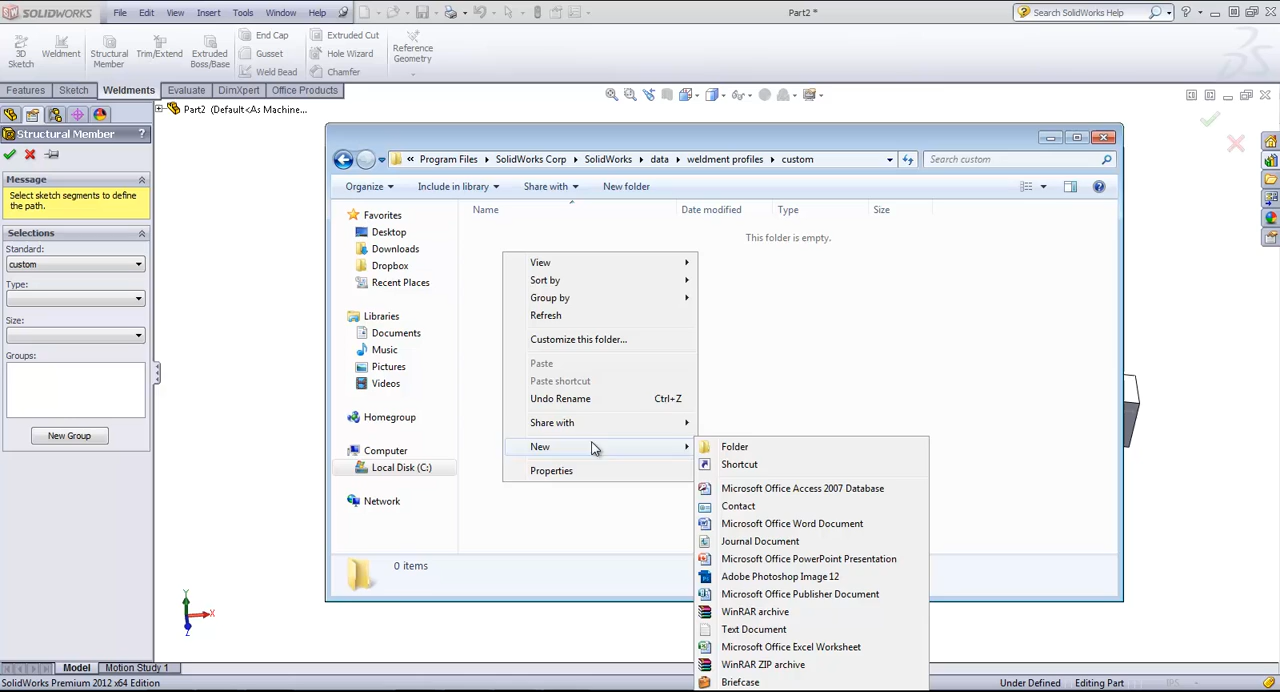 SOLIDWORKS File Edit View Insert Tools Window Help Part2 * Search SolidWorks Help
3D Sketch
Weldment
Structural Member
Trim/Extend
Extruded Boss/Base
End Cap
Gusset
Weld Bead
Extruded Cut
Hole Wizard
Chamfer
Reference Geometry
Features Sketch Weldments Evaluate DimXpert Office Products
Part2 (Default<As Machine...
Structural Member ?
Message
Select sketch segments to define
the path.
Selections
Standard:
custom
Type:
Size:
Groups:
New Group
« Program Files SolidWorks Corp SolidWorks data weldment profiles custom Search custom
Organize Include in library Share with New folder
Name Date modified Type Size
This folder is empty.
Favorites
Desktop
Downloads
Dropbox
Recent Places
Libraries
Documents
Music
Pictures
Videos
Homegroup
Computer
Local Disk (C:)
Network
0 items
View
Sort by
Group by
Refresh
Customize this folder...
Paste
Paste shortcut
Undo Rename Ctrl+Z
Share with
New
Properties
Folder
Shortcut
Microsoft Office Access 2007 Database
Contact
Microsoft Office Word Document
Journal Document
Microsoft Office PowerPoint Presentation
Adobe Photoshop Image 12
Microsoft Office Publisher Document
WinRAR archive
Text Document
Microsoft Office Excel Worksheet
WinRAR ZIP archive
Briefcase
Y
X
Z
Model Motion Study 1
SolidWorks Premium 2012 x64 Edition Under Defined Editing Part IPS